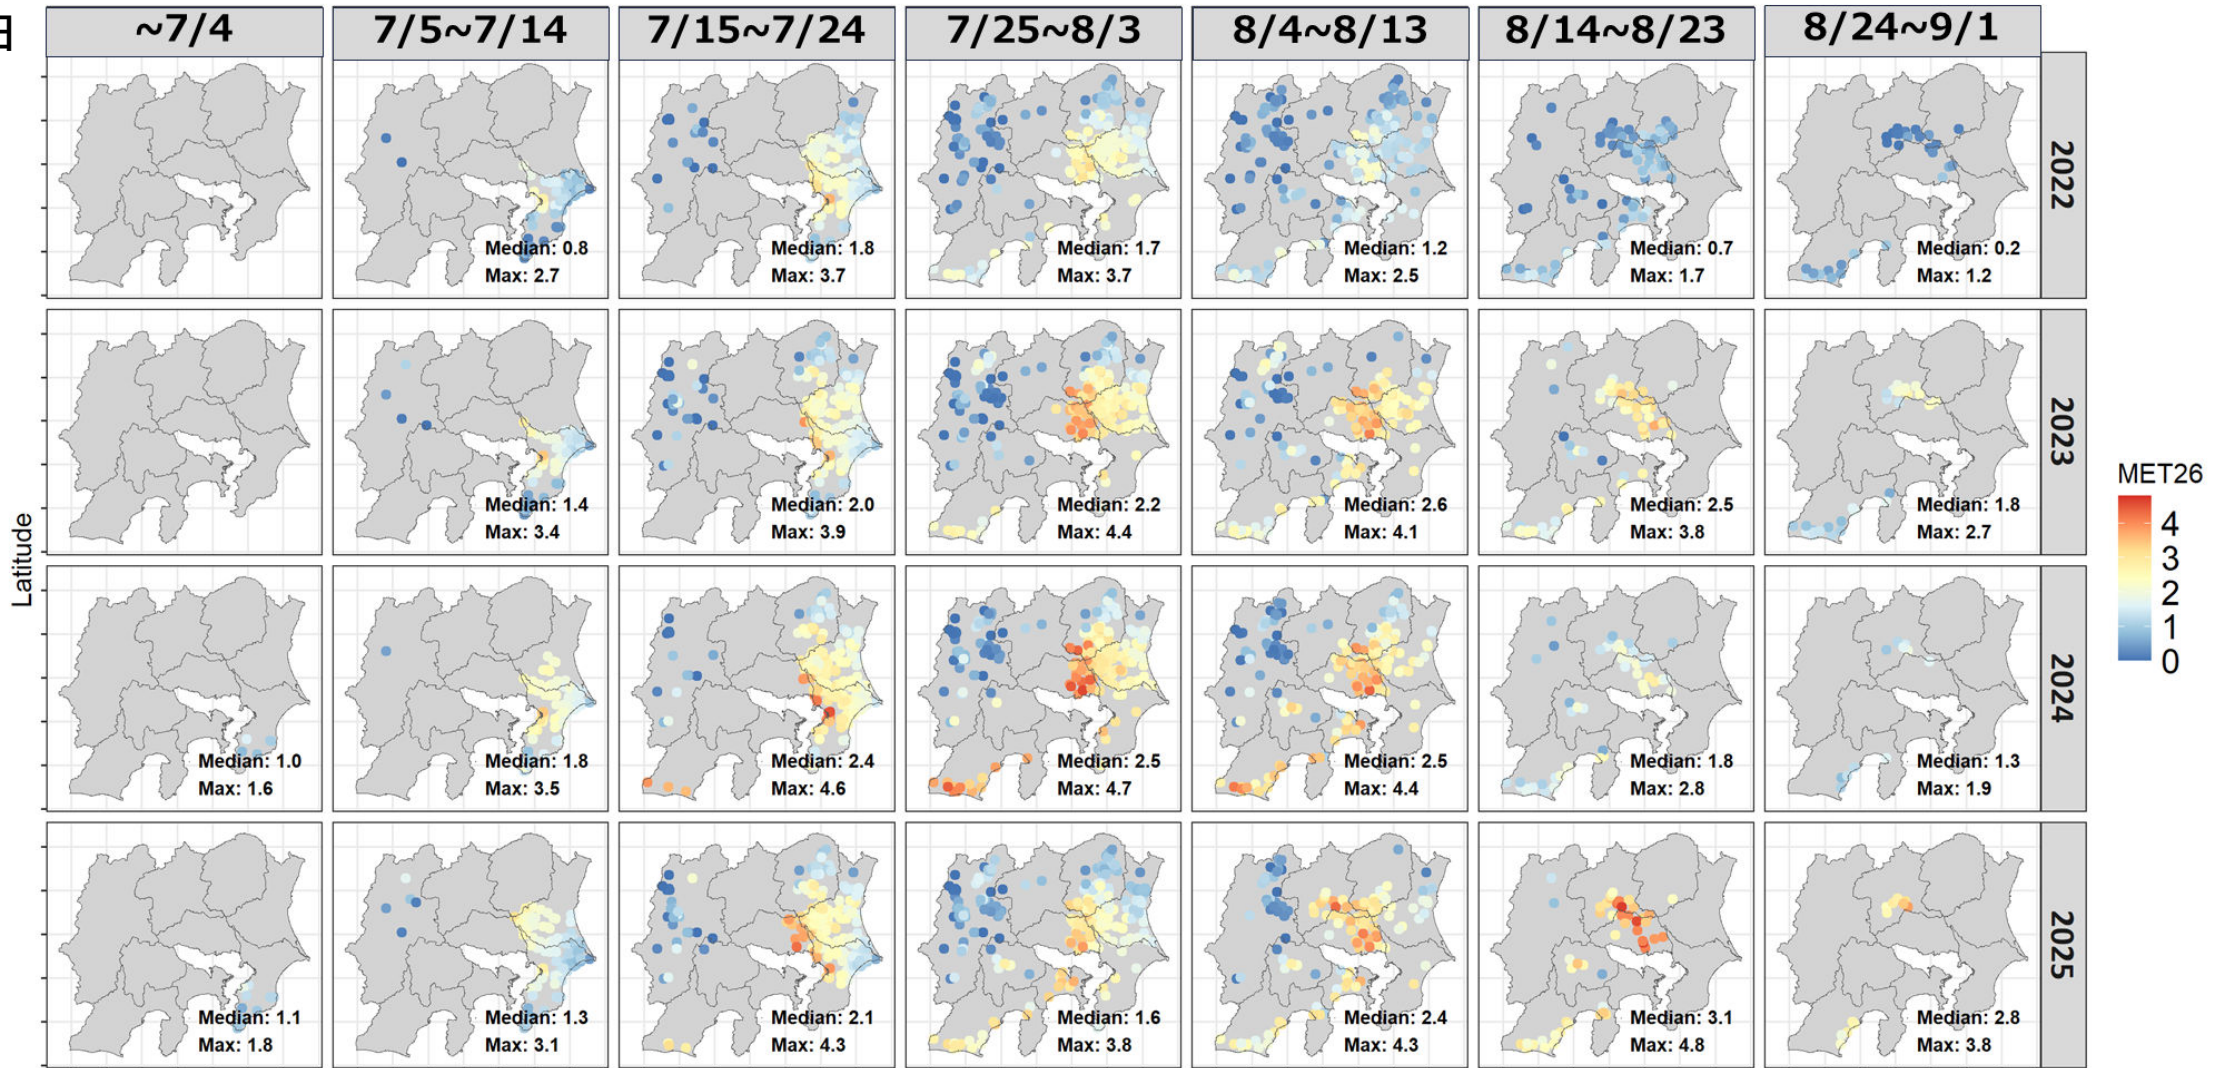 ~7/4
7/5~7/14
7/15~7/24
7/25~8/3
8/4~8/13
8/14~8/23
8/24~9/1
Median: 0.8
Max: 2.7
Median: 1.8
Max: 3.7
Median: 1.7
Max: 3.7
Median: 1.2
Max: 2.5
Median: 0.7
Max: 1.7
Median: 0.2
Max: 1.2
2022
Median: 1.4
Max: 3.4
Median: 2.0
Max: 3.9
Median: 2.2
Max: 4.4
Median: 2.6
Max: 4.1
Median: 2.5
Max: 3.8
Median: 1.8
Max: 2.7
2023
Latitude
Median: 1.0
Max: 1.6
Median: 1.8
Max: 3.5
Median: 2.4
Max: 4.6
Median: 2.5
Max: 4.7
Median: 2.5
Max: 4.4
Median: 1.8
Max: 2.8
Median: 1.3
Max: 1.9
2024
Median: 1.1
Max: 1.8
Median: 1.3
Max: 3.1
Median: 2.1
Max: 4.3
Median: 1.6
Max: 3.8
Median: 2.4
Max: 4.3
Median: 3.1
Max: 4.8
Median: 2.8
Max: 3.8
2025
MET26
4
3
2
1
0